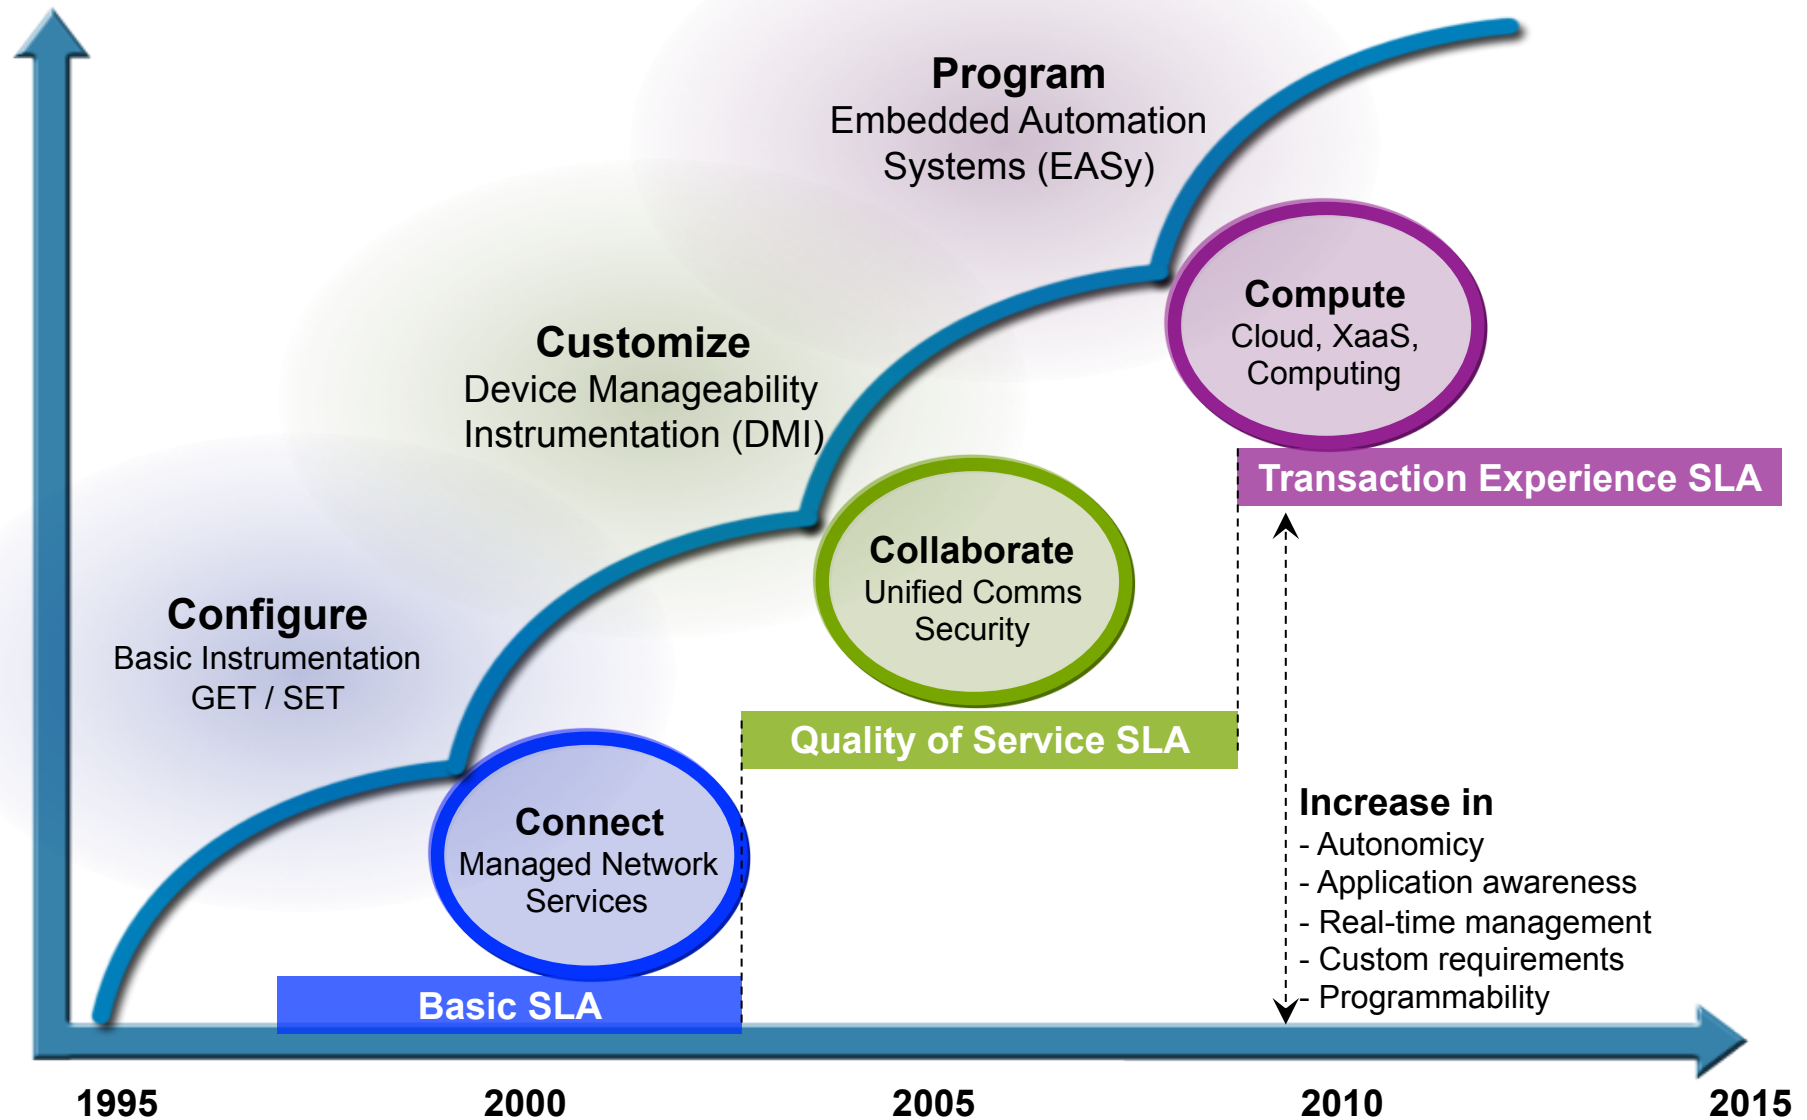 Program
Embedded Automation
Systems (EASy)
Compute
Cloud, XaaS,
Computing
Customize
Device Manageability
Instrumentation (DMI)
Transaction Experience SLA
Collaborate
Unified Comms
Security
Configure
Basic Instrumentation
GET / SET
Quality of Service SLA
Connect
Managed Network
Services
Increase in
- Autonomicy
- Application awareness
- Real-time management
- Custom requirements
- Programmability
Basic SLA
1995 2000 2005 2010 2015